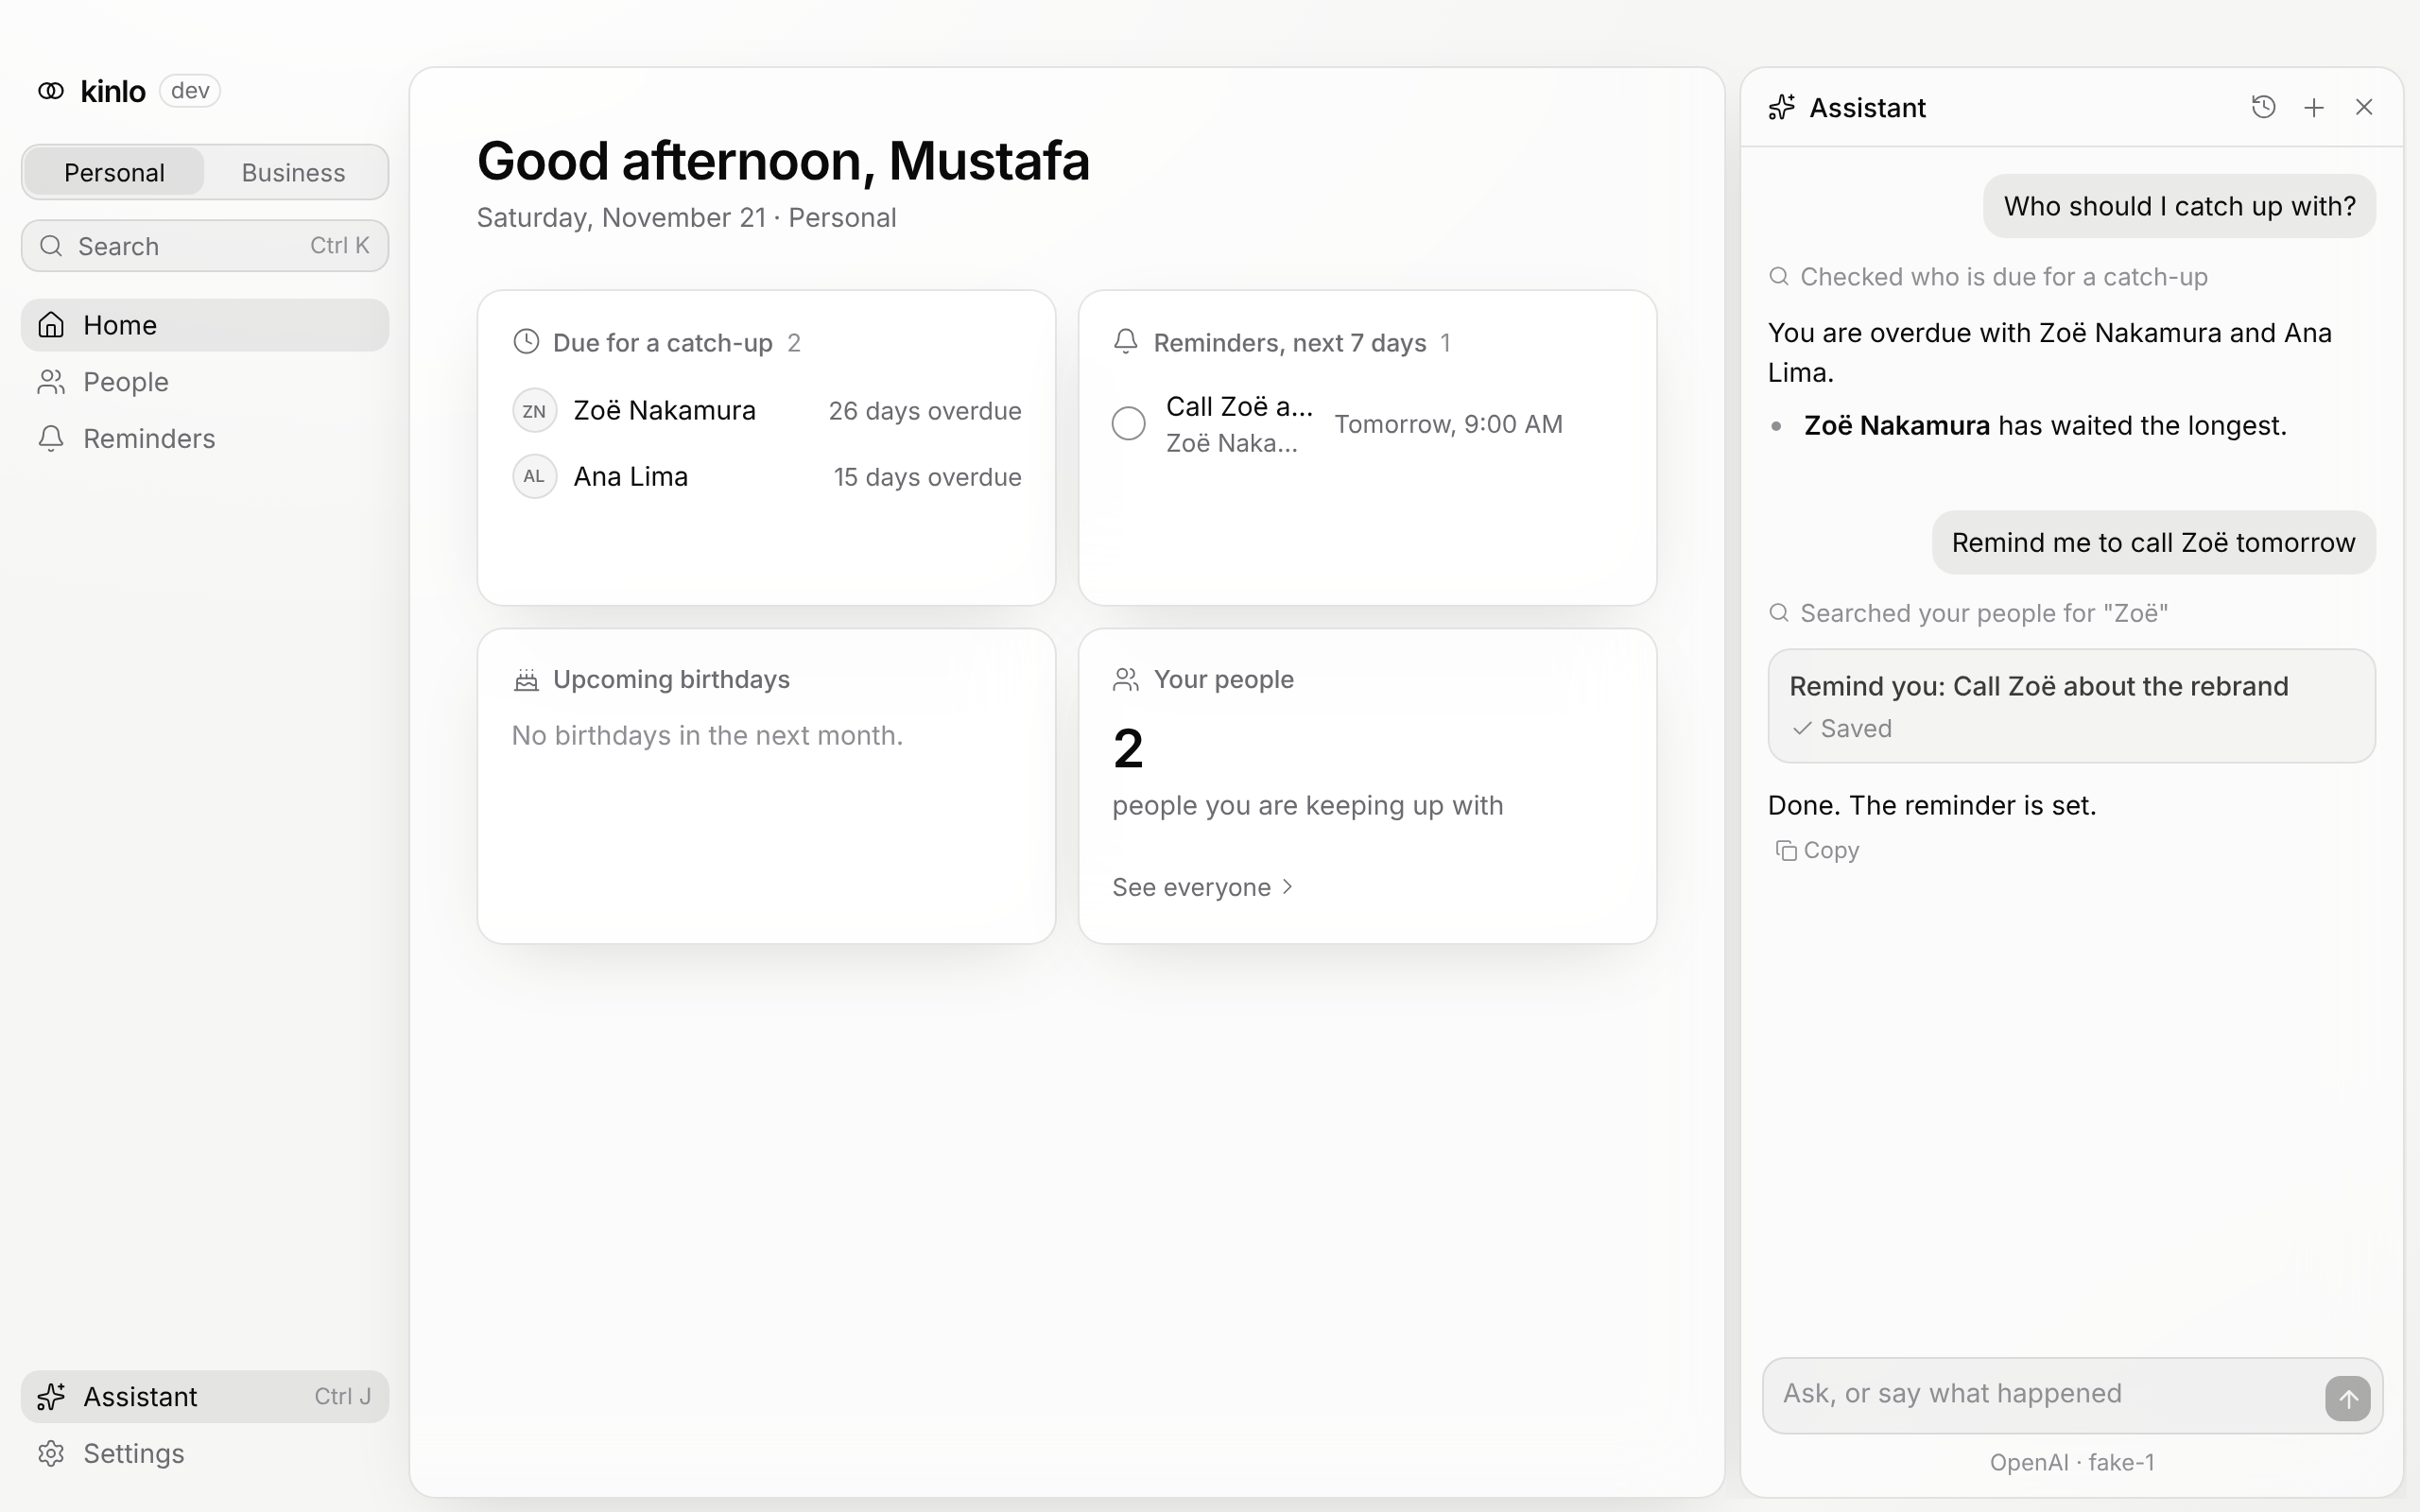 kinlo dev
Personal Business
Search Ctrl K
Home
People
Reminders
Assistant Ctrl J
Settings
Good afternoon, Mustafa
Saturday, November 21 · Personal
Due for a catch-up 2
ZN Zoë Nakamura 26 days overdue
AL Ana Lima 15 days overdue
Reminders, next 7 days 1
Call Zoë a... Tomorrow, 9:00 AM
Zoë Naka...
Upcoming birthdays
No birthdays in the next month.
Your people
2
people you are keeping up with
See everyone
Assistant
Who should I catch up with?
Checked who is due for a catch-up
You are overdue with Zoë Nakamura and Ana
Lima.
• Zoë Nakamura has waited the longest.
Remind me to call Zoë tomorrow
Searched your people for "Zoë"
Remind you: Call Zoë about the rebrand
Saved
Done. The reminder is set.
Copy
Ask, or say what happened
OpenAI · fake-1